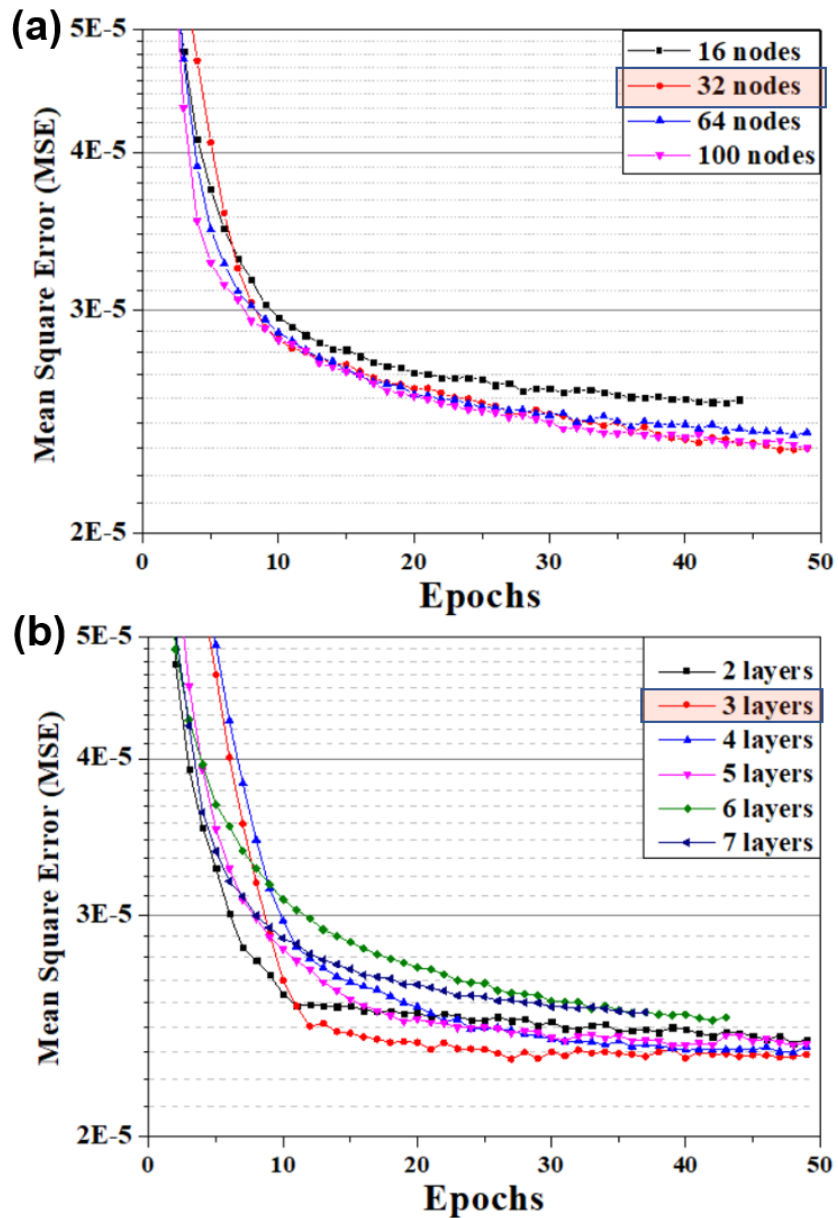 (a)
5E-5
4E-5
3E-5
2E-5
Mean Square Error (MSE)
16 nodes
32 nodes
64 nodes
100 nodes
0
10
20
30
40
50
Epochs
(b)
5E-5
4E-5
3E-5
2E-5
Mean Square Error (MSE)
2 layers
3 layers
4 layers
5 layers
6 layers
7 layers
0
10
20
30
40
50
Epochs